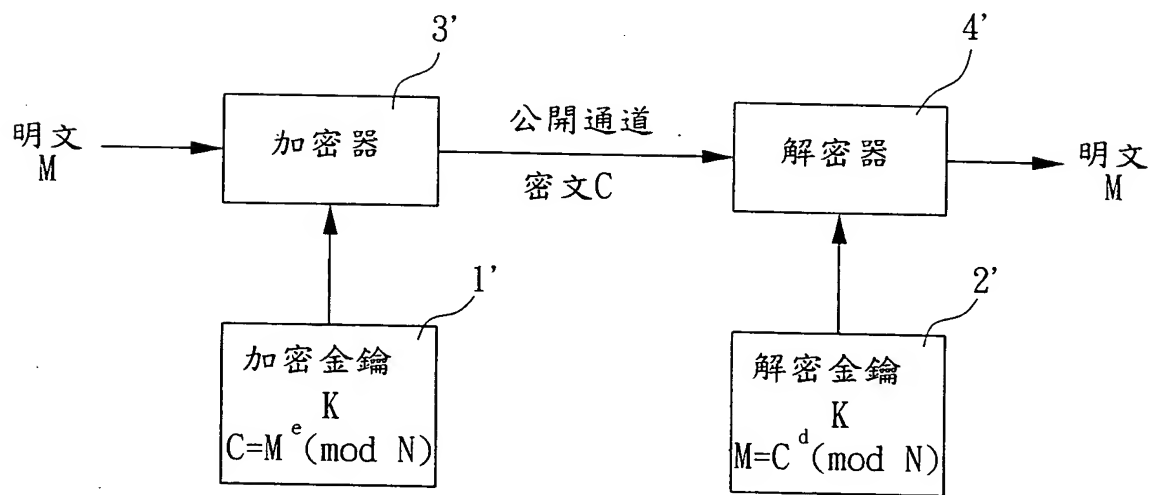 3'
4'
明文
M
加密器
公開通道
密文C
解密器
明文
M
1'
2'
加密金鑰
K
C=M^e(mod N)
解密金鑰
K
M=C^d(mod N)